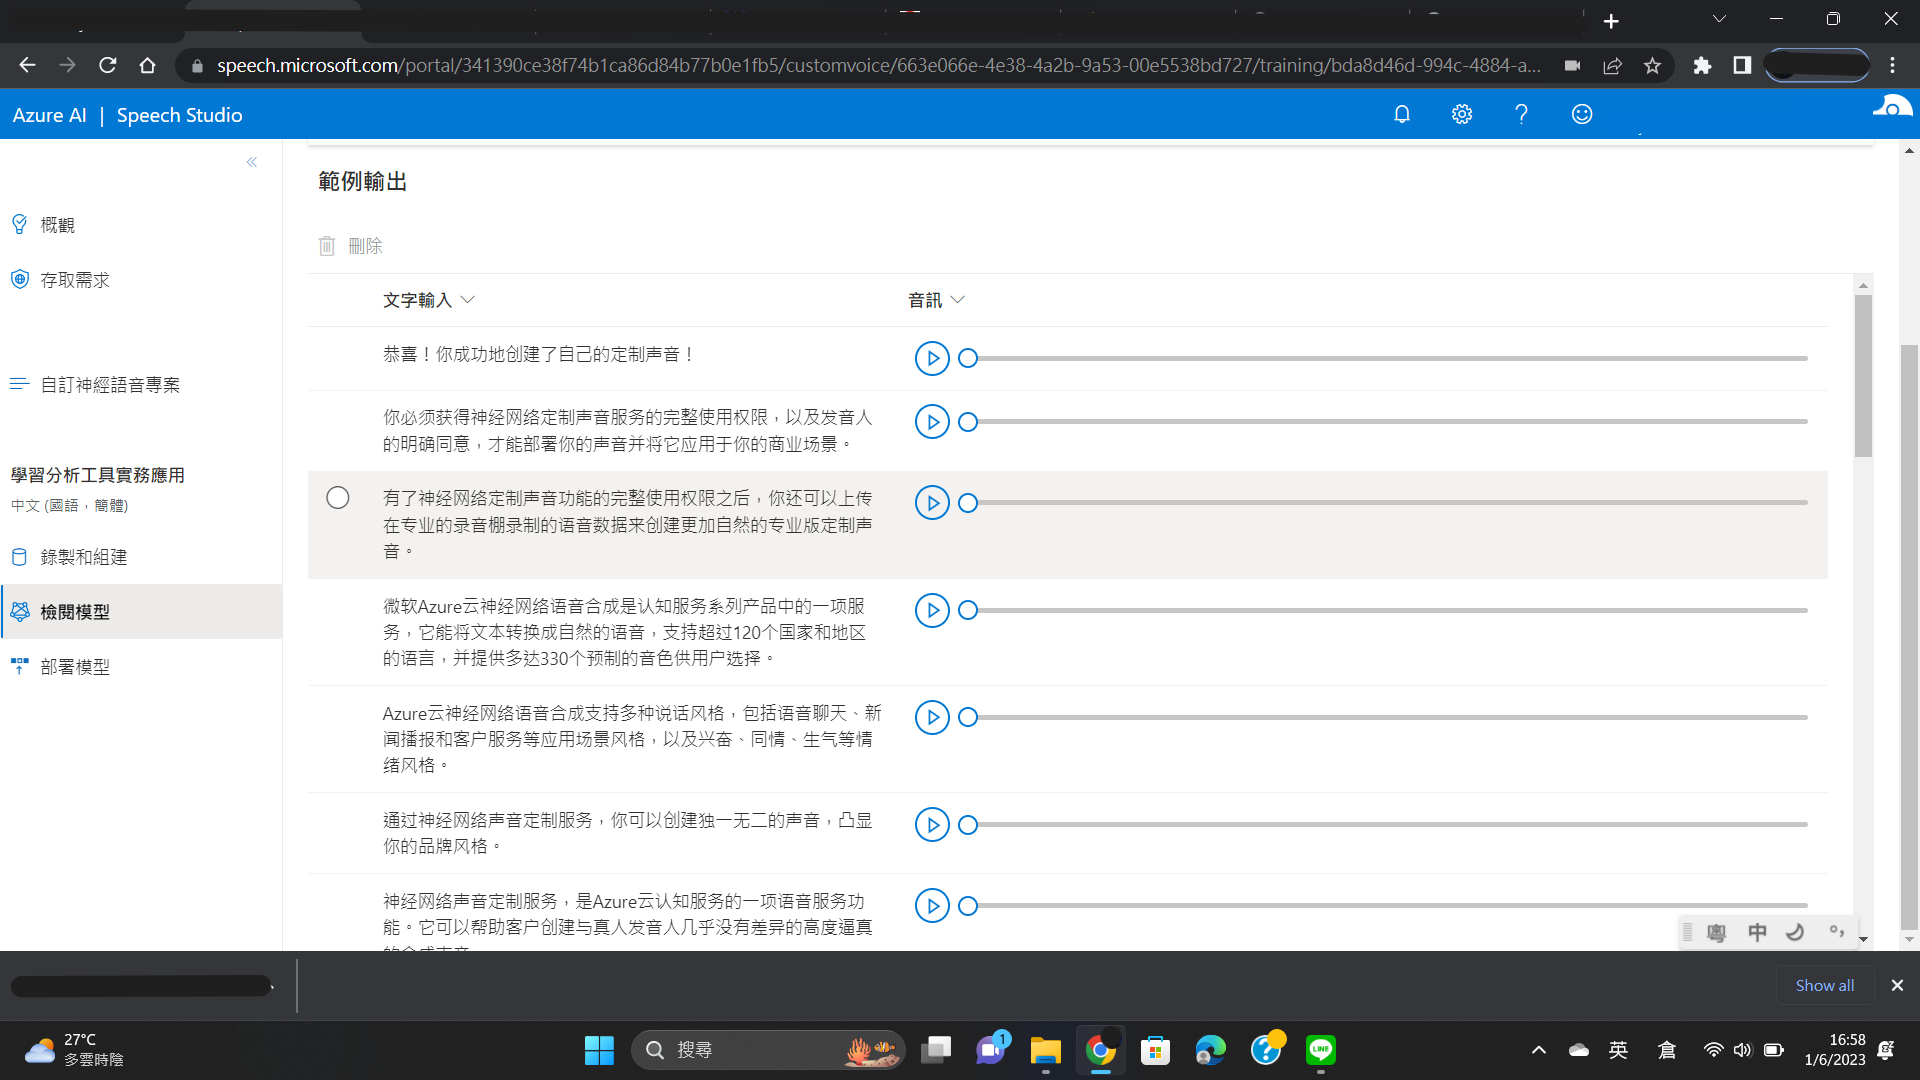 speech.microsoft.com/portal/341390ce38f74b1ca86d84b77b0e1fb5/customvoice/663e066e-4e38-4a2b-9a53-00e5538bd727/training/bda8d46d-994c-4884-a...
Azure AI | Speech Studio
範例輸出
概觀
刪除
存取需求
文字輸入
音訊
恭喜！你成功地创建了自己的定制声音！
自訂神經語音專案
你必须获得神经网络定制声音服务的完整使用权限，以及发音人
的明确同意，才能部署你的声音并将它应用于你的商业场景。
學習分析工具實務應用
中文 (國語，簡體)
有了神经网络定制声音功能的完整使用权限之后，你还可以上传
在专业的录音棚录制的语音数据来创建更加自然的专业版定制声
音。
錄製和組建
檢閱模型
部署模型
微软Azure云神经网络语音合成是认知服务系列产品中的一项服
务，它能将文本转换成自然的语音，支持超过120个国家和地区
的语言，并提供多达330个预制的音色供用户选择。
Azure云神经网络语音合成支持多种说话风格，包括语音聊天、新
闻播报和客户服务等应用场景风格，以及兴奋、同情、生气等情
绪风格。
通过神经网络声音定制服务，你可以创建独一无二的声音，凸显
你的品牌风格。
神经网络声音定制服务，是Azure云认知服务的一项语音服务功
能。它可以帮助客户创建与真人发音人几乎没有差异的高度逼真
粵 中
Show all
27°C
多雲時陰
搜尋
1
LINE
英
倉
16:58
1/6/2023